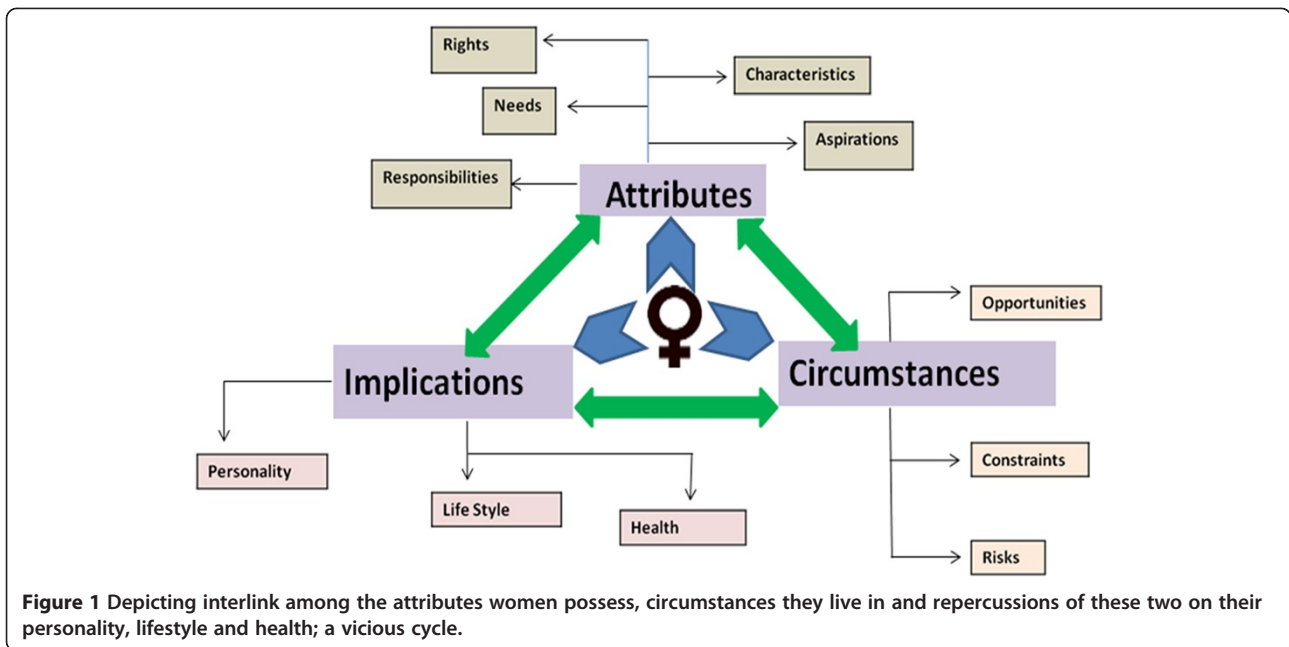 Rights
Characteristics
Needs
Aspirations
Responsibilities
Attributes
Opportunities
Implications
Circumstances
Constraints
Personality
Life Style
Health
Risks
Figure 1 Depicting interlink among the attributes women possess, circumstances they live in and repercussions of these two on their
personality, lifestyle and health; a vicious cycle.